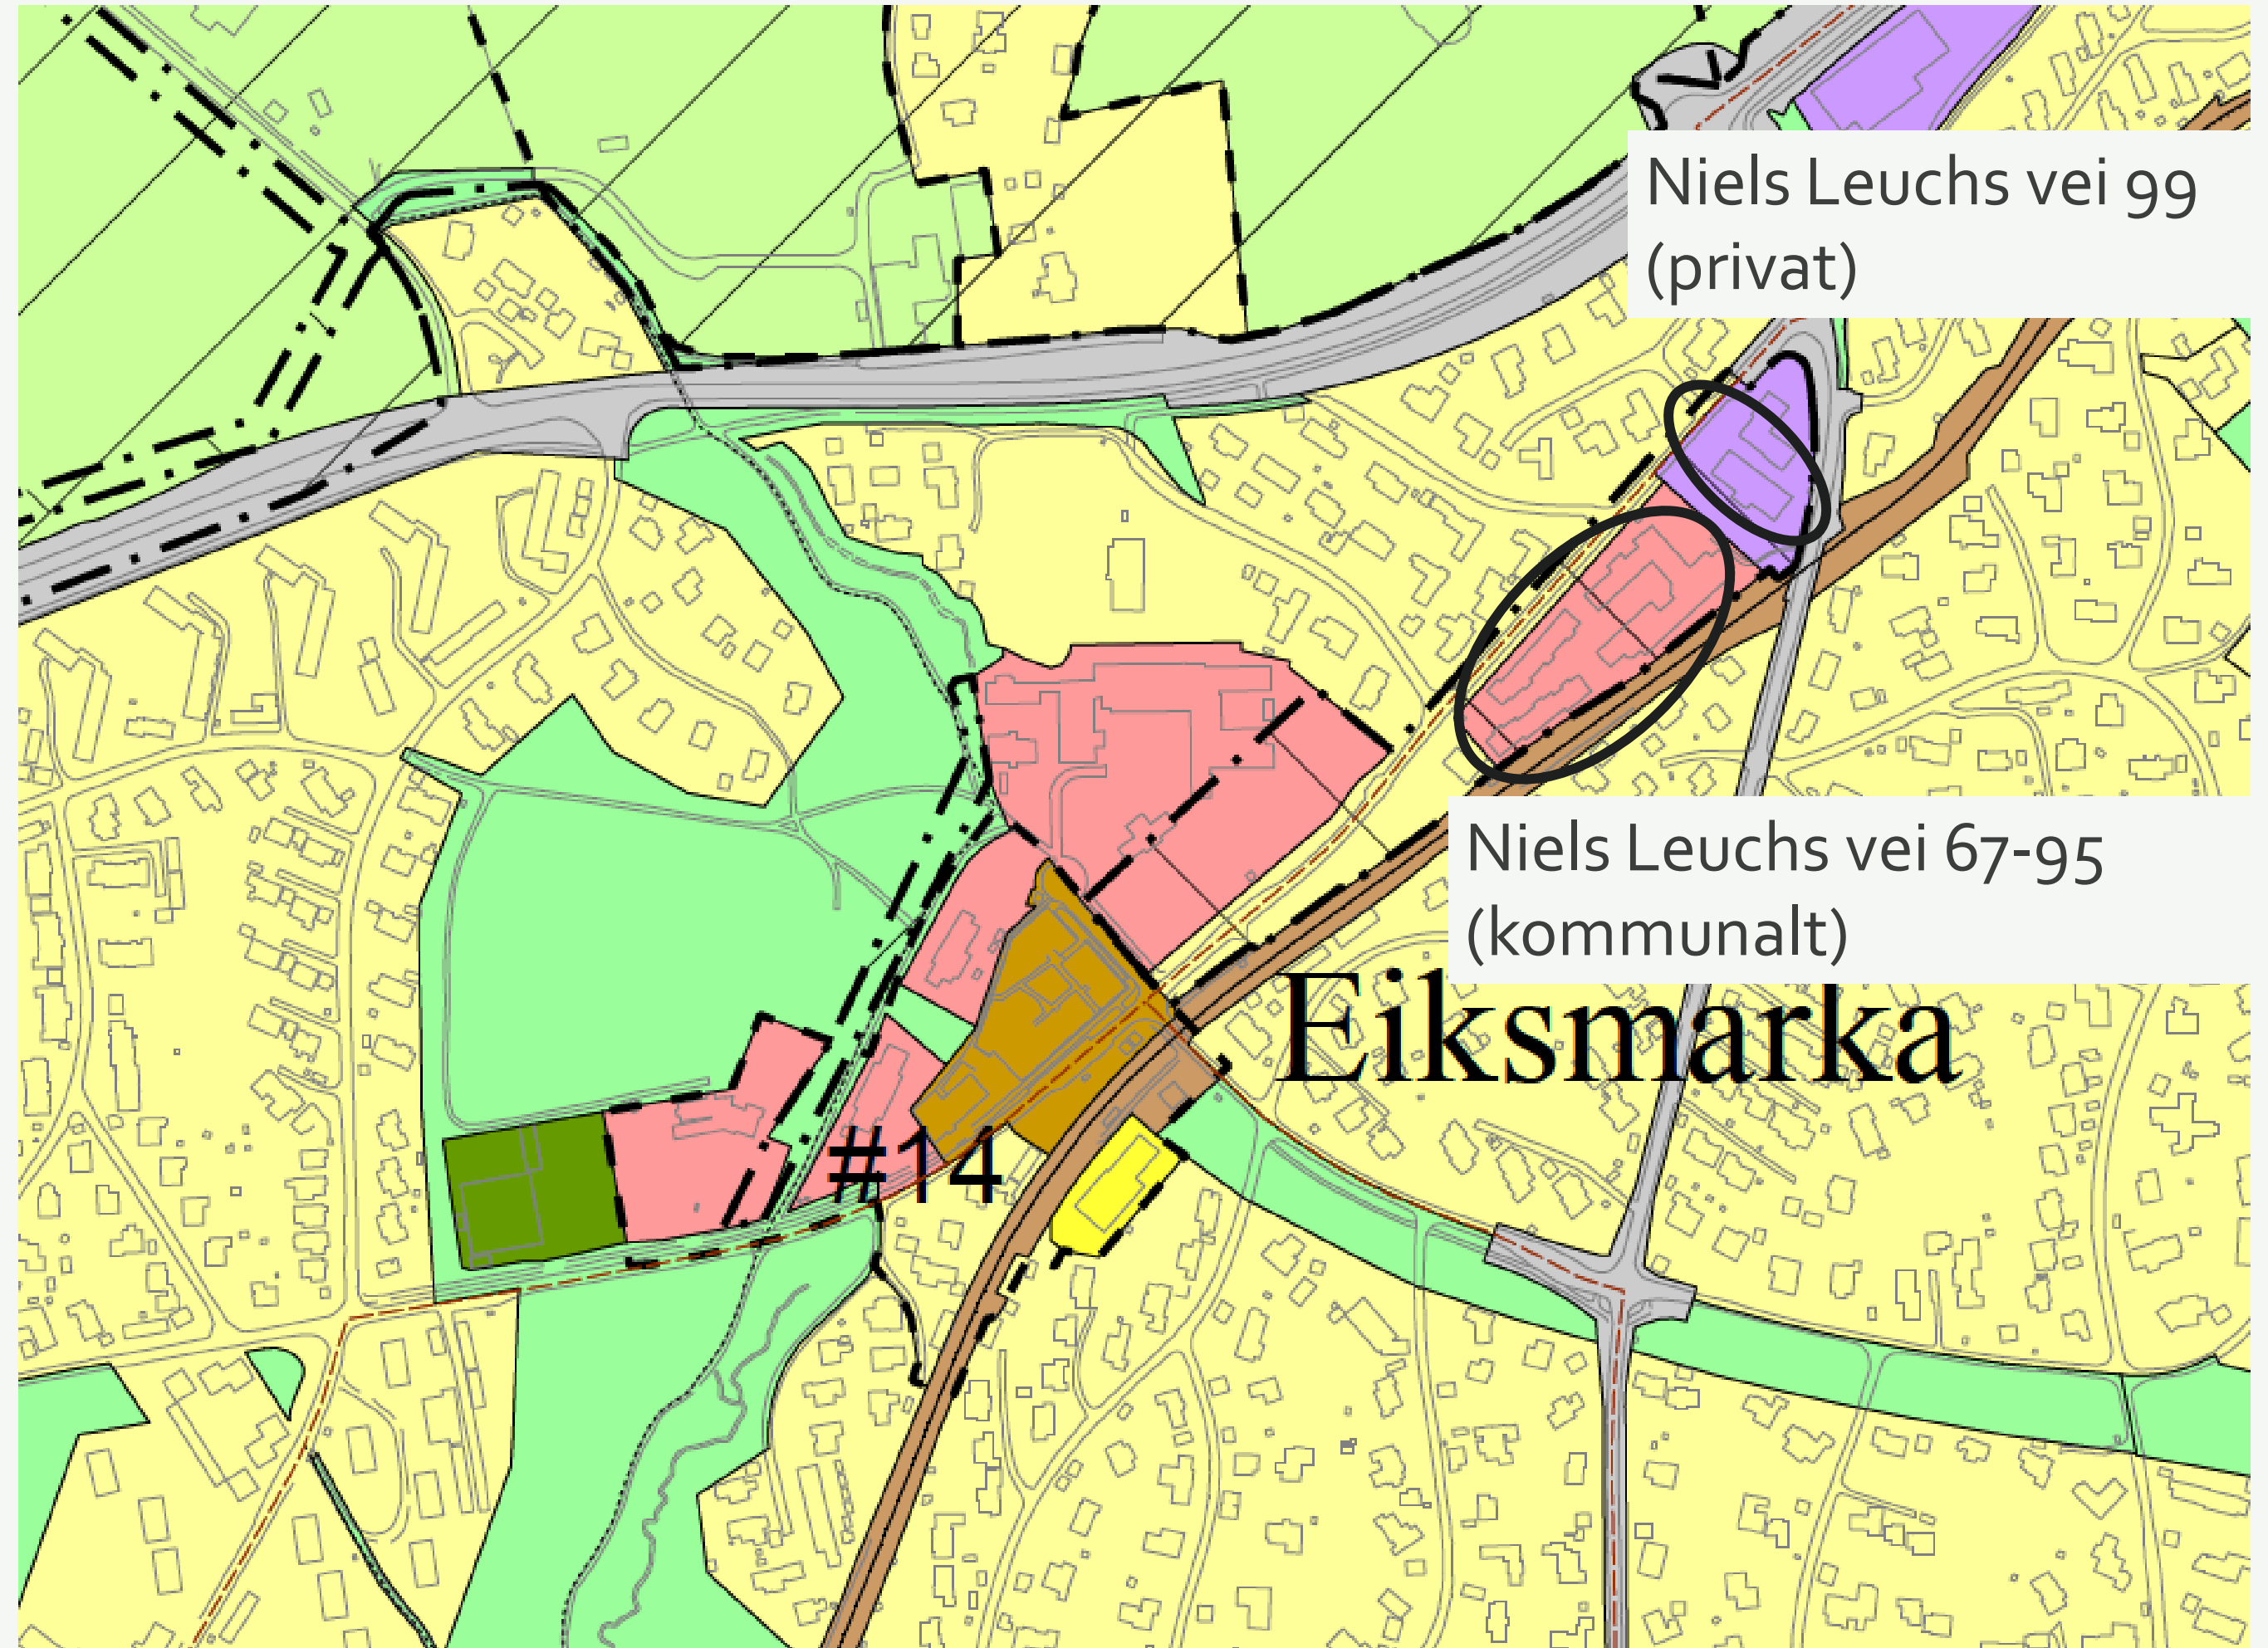 Niels Leuchs vei 99
(privat)
Niels Leuchs vei 67-95
(kommunalt)
Eiksmarka
#14